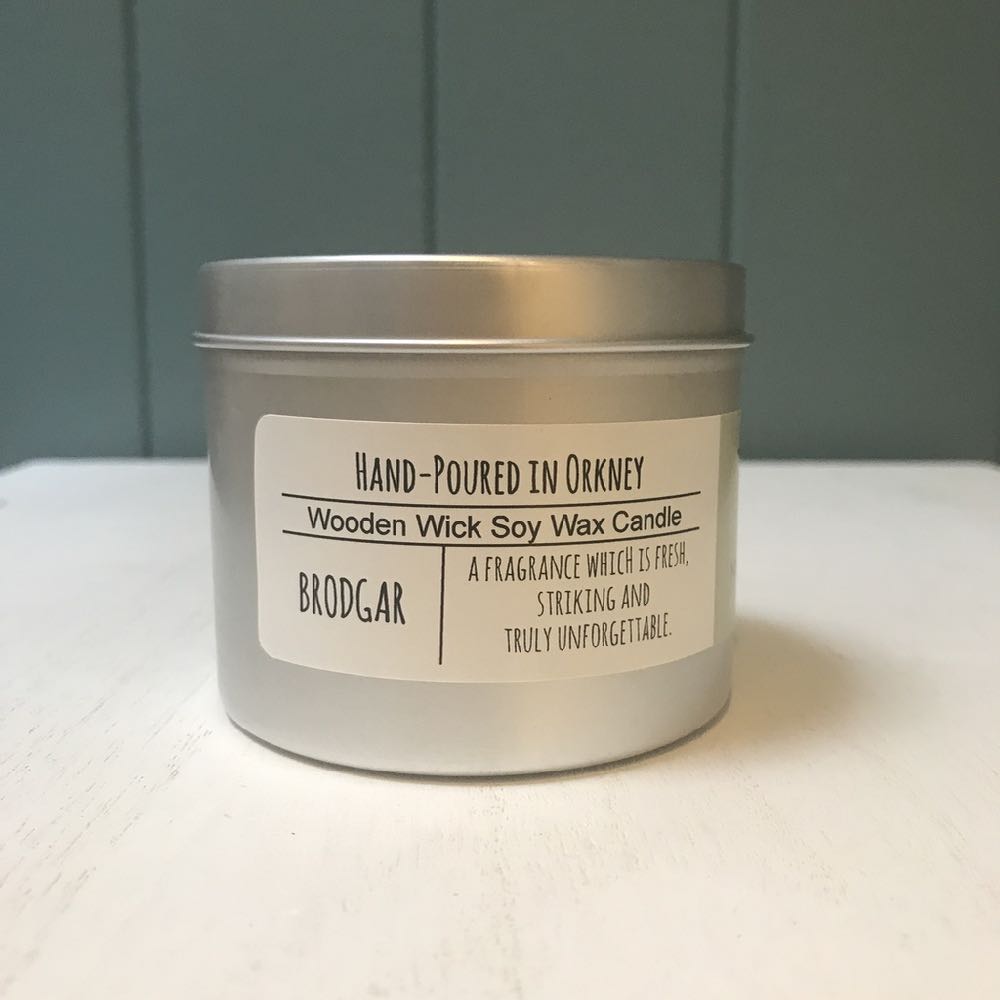 HAND-POURED IN ORKNEY
Wooden Wick Soy Wax Candle
BRODGAR
A FRAGRANCE WHICH IS FRESH,
STRIKING AND
TRULY UNFORGETTABLE.